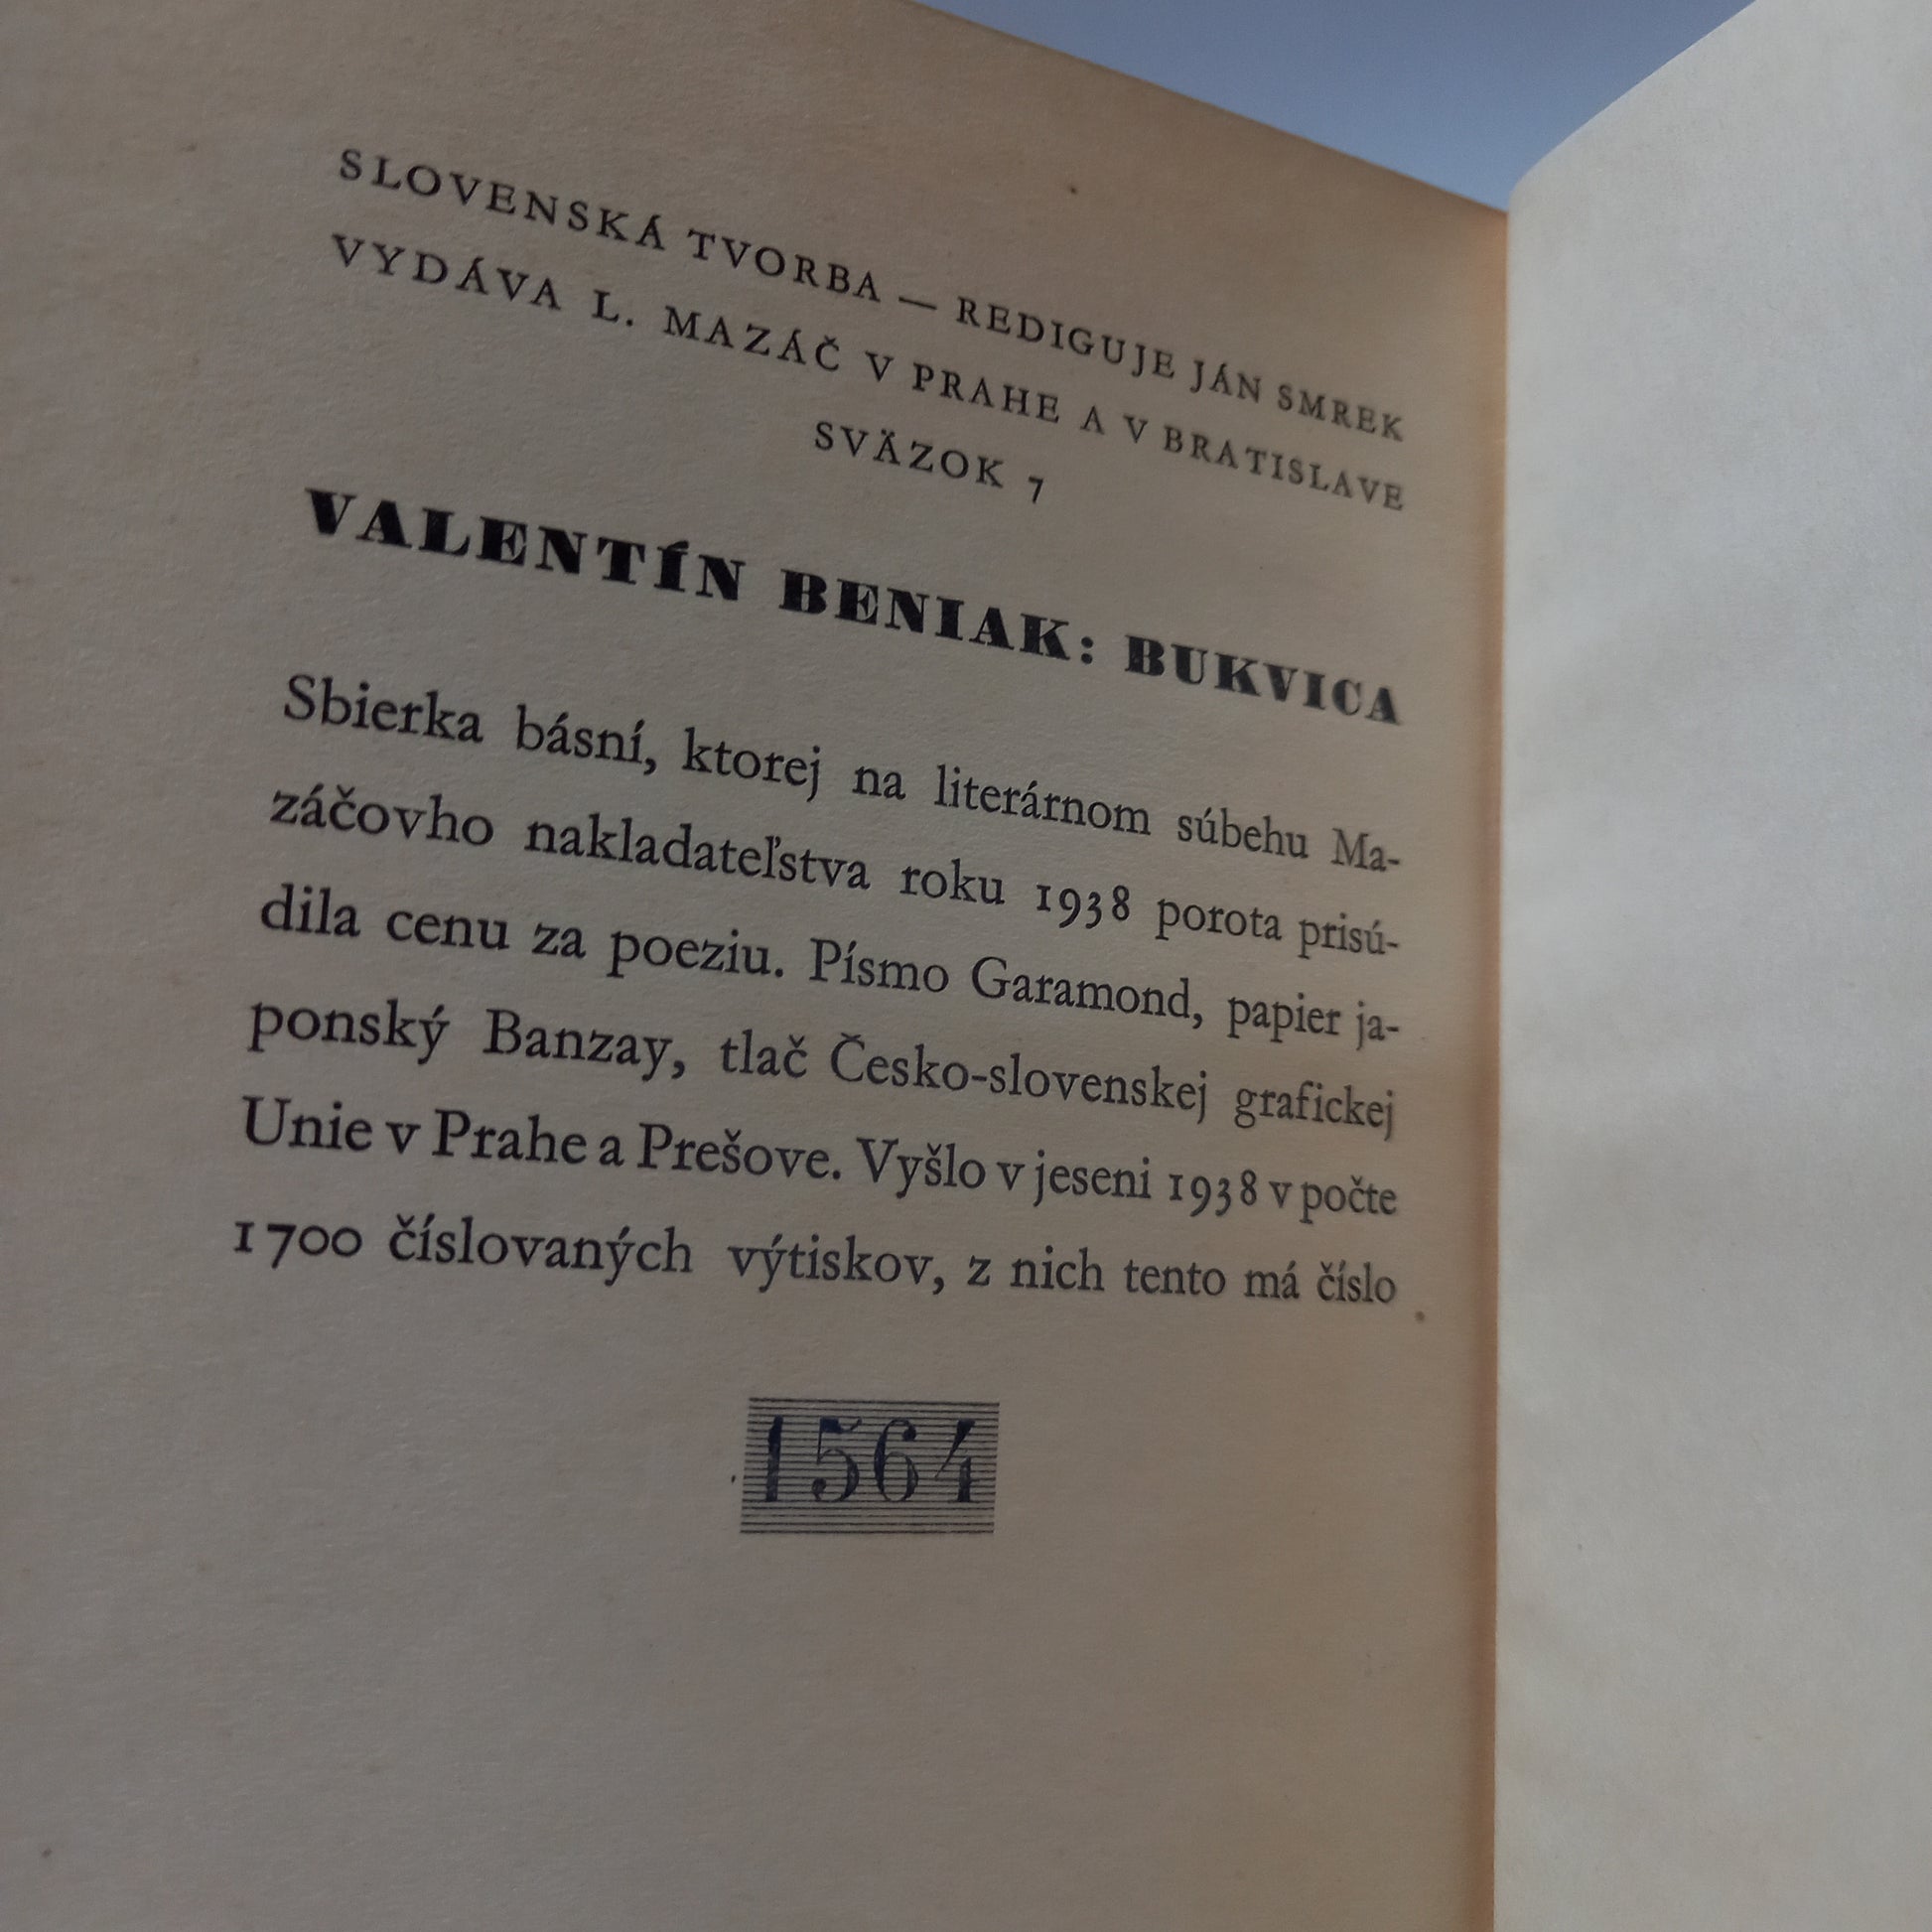 SLOVENSKÁ TVORBA — REDIGUJE JÁN SMREK
VYDÁVA L. MAZÁČ V PRAHE A V BRATISLAVE
SVÄZOK 7
VALENTÍN BENIAK: BUKVICA
Sbierka básní, ktorej na literárnom súbehu Ma-
záčovho nakladateľstva roku 1938 porota prisú-
dila cenu za poeziu. Písmo Garamond, papier ja-
ponský Banzay, tlač Česko-slovenskej grafickej
Unie v Prahe a Prešove. Vyšlo v jeseni 1938 v počte
1700 číslovaných výtiskov, z nich tento má číslo
1564